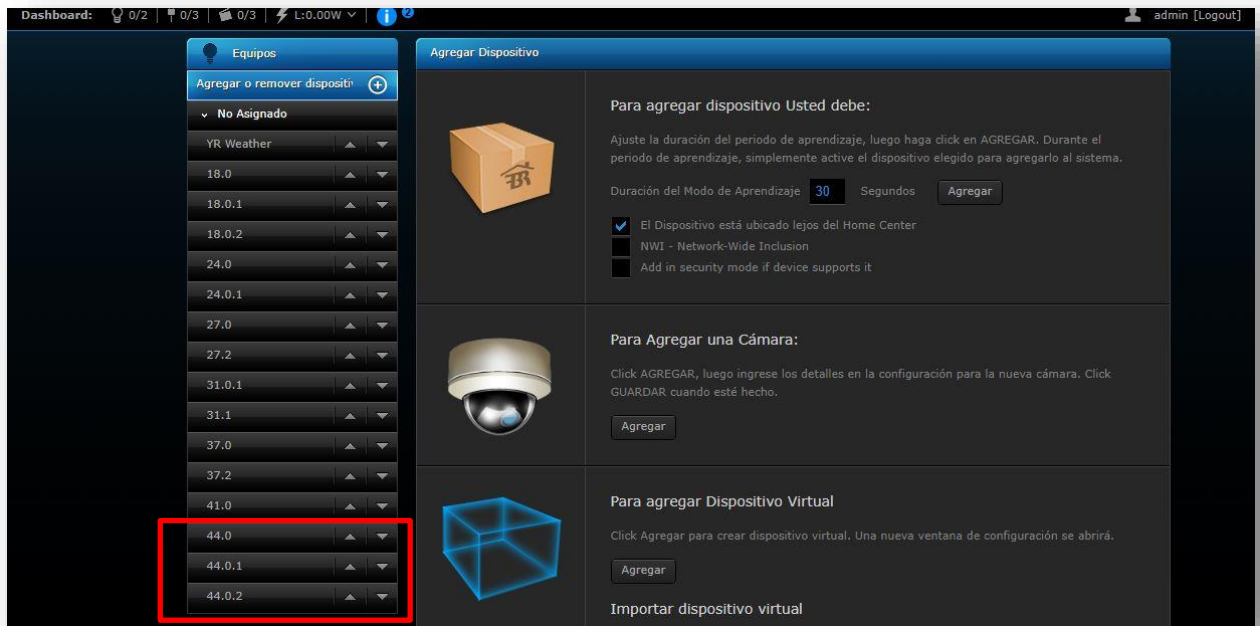 Dashboard: 0/2 0/3 0/3 L:0.00W i 2 admin [Logout]
Equipos
Agregar o remover dispositiv
No Asignado
YR Weather
18.0
18.0.1
18.0.2
24.0
24.0.1
27.0
27.2
31.0.1
31.1
37.0
37.2
41.0
44.0
44.0.1
44.0.2
Agregar Dispositivo
Para agregar dispositivo Usted debe:
Ajuste la duración del periodo de aprendizaje, luego haga click en AGREGAR. Durante el
periodo de aprendizaje, simplemente active el dispositivo elegido para agregarlo al sistema.
Duración del Modo de Aprendizaje 30 Segundos Agregar
El Dispositivo está ubicado lejos del Home Center
NWI - Network-Wide Inclusion
Add in security mode if device supports it
Para Agregar una Cámara:
Click AGREGAR, luego ingrese los detalles en la configuración para la nueva cámara. Click
GUARDAR cuando esté hecho.
Agregar
Para agregar Dispositivo Virtual
Click Agregar para crear dispositivo virtual. Una nueva ventana de configuración se abrirá.
Agregar
Importar dispositivo virtual